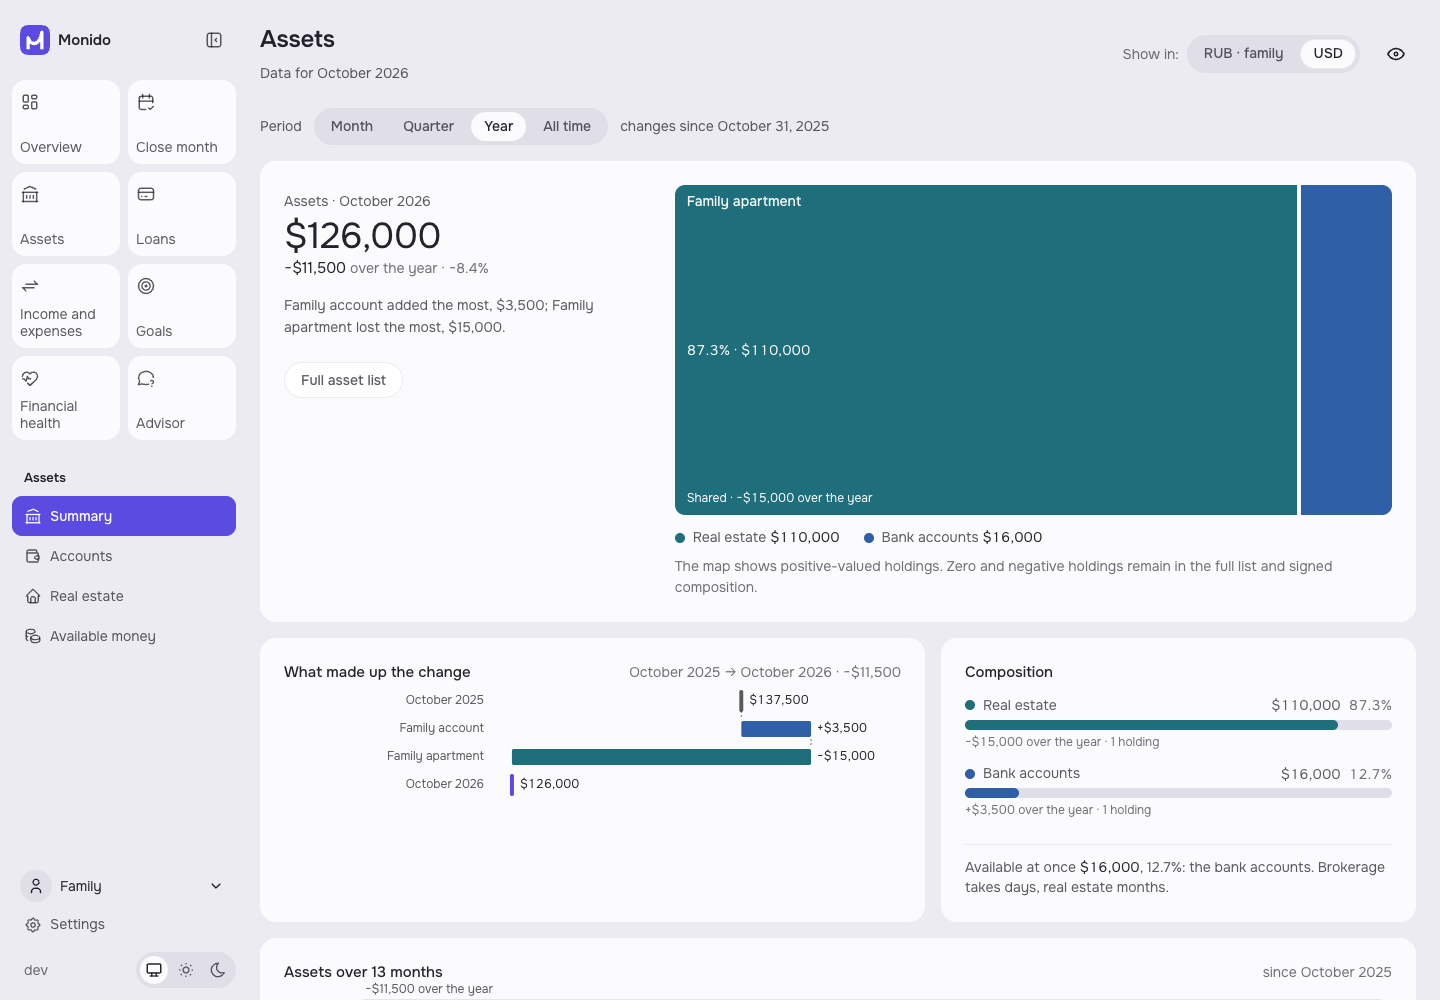 Monido
Overview
Close month
Assets
Loans
Income and
expenses
Goals
Financial
health
Advisor
Assets
Summary
Accounts
Real estate
Available money
Family
Settings
dev
Assets
Data for October 2026
Show in:
RUB · family
USD
Period
Month
Quarter
Year
All time
changes since October 31, 2025
Assets · October 2026
$126,000
−$11,500 over the year · −8.4%
Family account added the most, $3,500; Family
apartment lost the most, $15,000.
Full asset list
Family apartment
87.3% · $110,000
Shared · −$15,000 over the year
Real estate $110,000
Bank accounts $16,000
The map shows positive-valued holdings. Zero and negative holdings remain in the full list and signed
composition.
What made up the change
October 2025 → October 2026 · −$11,500
October 2025
$137,500
Family account
+$3,500
Family apartment
−$15,000
October 2026
$126,000
Composition
Real estate
$110,000 87.3%
−$15,000 over the year · 1 holding
Bank accounts
$16,000 12.7%
+$3,500 over the year · 1 holding
Available at once $16,000, 12.7%: the bank accounts. Brokerage
takes days, real estate months.
Assets over 13 months
since October 2025
−$11,500 over the year